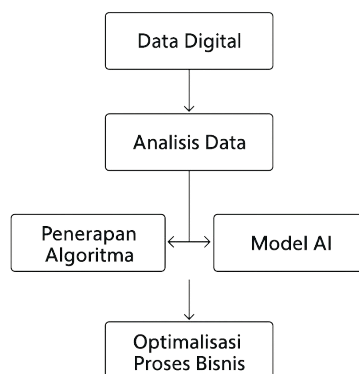 Data Digital
Analisis Data
Penerapan
Algoritma
Model AI
Optimalisasi
Proses Bisnis